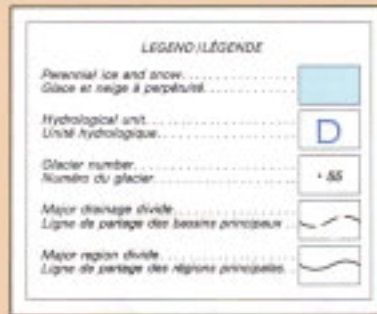 LEGEND/LÉGENDE
Perennial ice and snow
Glace et neige à perpétuité
Hydrological unit
Unité hydrologique
D
Glacier number
Numéro du glacier
• 55
Major drainage divide
Ligne de partage des bassins principaux
Major region divide
Ligne de partage des régions principales